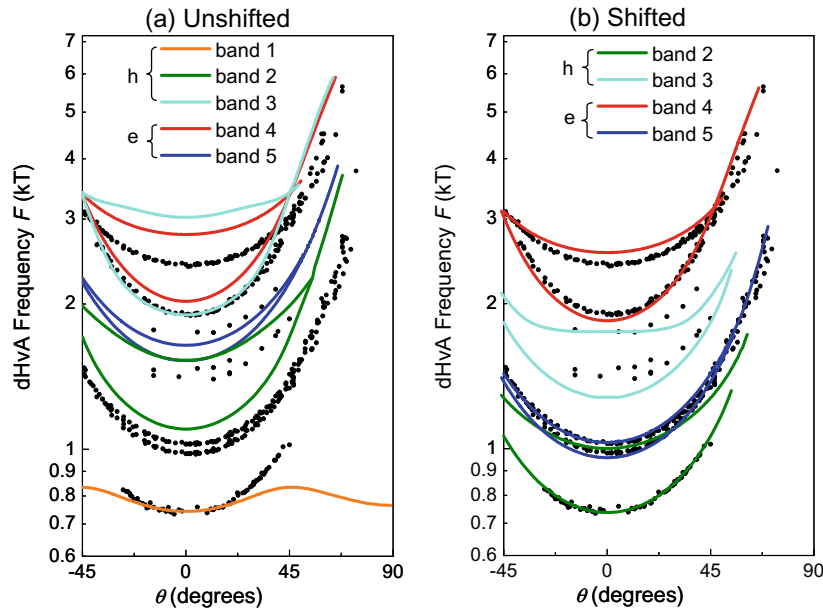 (a) Unshifted
7
6
5
4
3
2
1
0.9
0.8
0.7
0.6
dHvA Frequency F (kT)
h
band 1
band 2
band 3
e
band 4
band 5
-45 0 45 90
θ (degrees)
(b) Shifted
7
6
5
4
3
2
1
0.9
0.8
0.7
0.6
dHvA Frequency F (kT)
h
band 2
band 3
e
band 4
band 5
-45 0 45 90
θ (degrees)